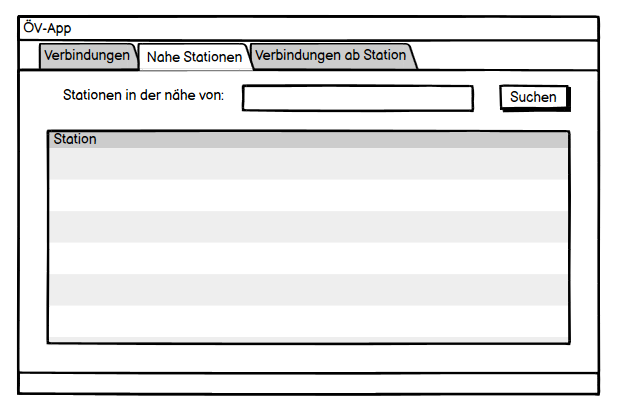 ÖV-App
Verbindungen Nahe Stationen Verbindungen ab Station
Stationen in der nähe von: Suchen
Station